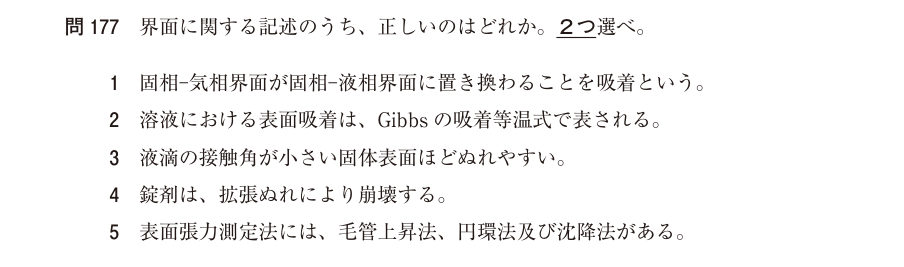 問 177 界面に関する記述のうち、正しいのはどれか。2つ選べ。
1 固相−気相界面が固相−液相界面に置き換わることを吸着という。
2 溶液における表面吸着は、Gibbs の吸着等温式で表される。
3 液滴の接触角が小さい固体表面ほどぬれやすい。
4 錠剤は、拡張ぬれにより崩壊する。
5 表面張力測定法には、毛管上昇法、円環法及び沈降法がある。